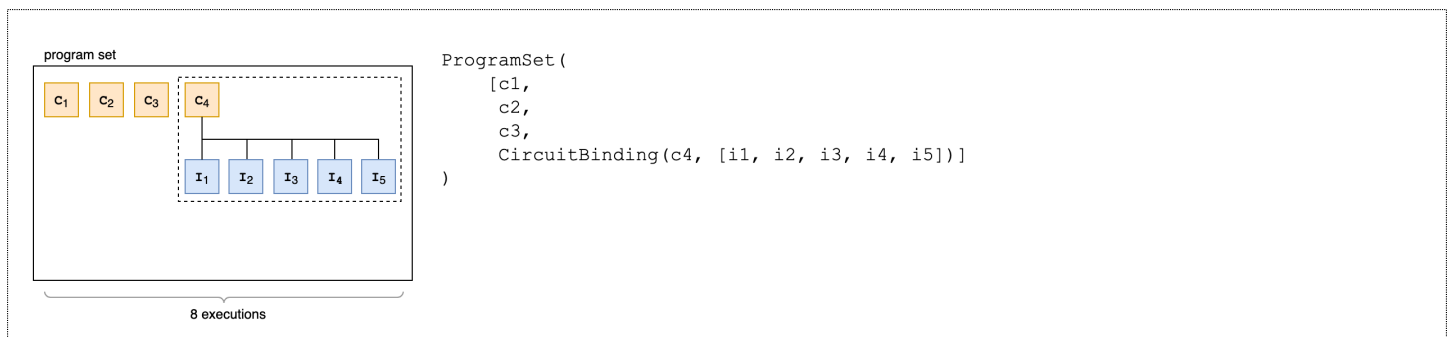 program set
C1 C2 C3 C4
I1 I2 I3 I4 I5
8 executions
ProgramSet(
    [c1,
     c2,
     c3,
     CircuitBinding(c4, [i1, i2, i3, i4, i5])]
)